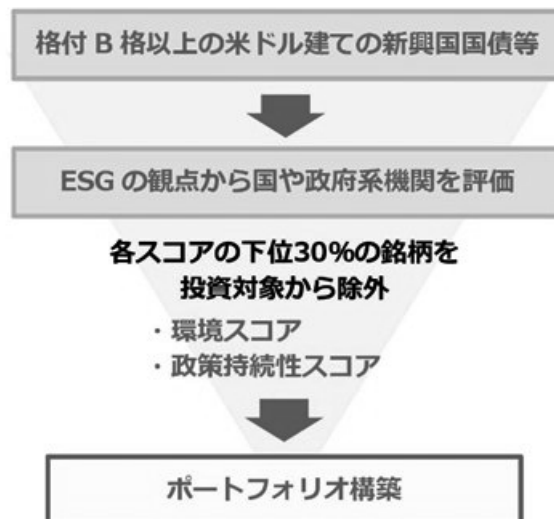 格付 B 格以上の米ドル建ての新興国国債等
ESG の観点から国や政府系機関を評価
各スコアの下位30%の銘柄を
投資対象から除外
・環境スコア
・政策持続性スコア
ポートフォリオ構築